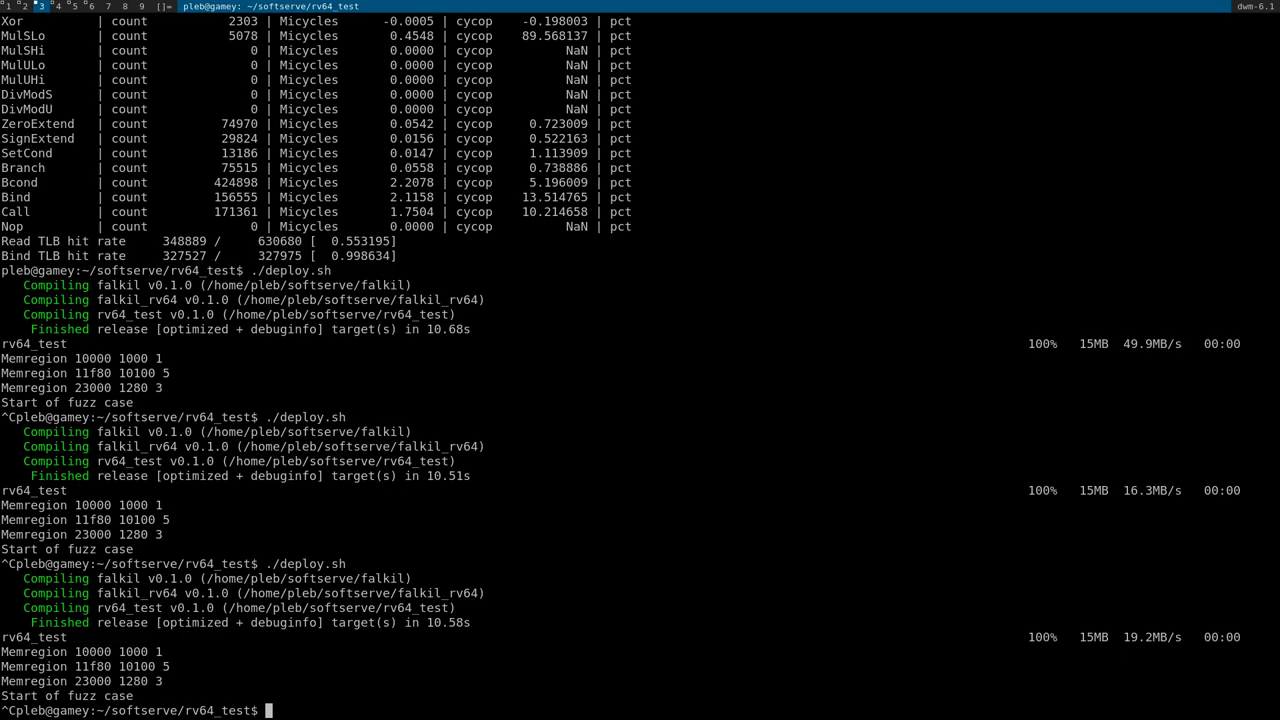 1 2 3 4 5 6 7 8 9 []= pleb@gamey:~/softserve/rv64_test dwm-6.1
Xor | count 2303 | Micycles -0.0005 | cycop -0.198003 | pct
MulSLo | count 5078 | Micycles 0.4548 | cycop 89.568137 | pct
MulSHi | count 0 | Micycles 0.0000 | cycop NaN | pct
MulULo | count 0 | Micycles 0.0000 | cycop NaN | pct
MulUHi | count 0 | Micycles 0.0000 | cycop NaN | pct
DivModS | count 0 | Micycles 0.0000 | cycop NaN | pct
DivModU | count 0 | Micycles 0.0000 | cycop NaN | pct
ZeroExtend | count 74970 | Micycles 0.0542 | cycop 0.723009 | pct
SignExtend | count 29824 | Micycles 0.0156 | cycop 0.522163 | pct
SetCond | count 13186 | Micycles 0.0147 | cycop 1.113909 | pct
Branch | count 75515 | Micycles 0.0558 | cycop 0.738886 | pct
Bcond | count 424898 | Micycles 2.2078 | cycop 5.196009 | pct
Bind | count 156555 | Micycles 2.1158 | cycop 13.514765 | pct
Call | count 171361 | Micycles 1.7504 | cycop 10.214658 | pct
Nop | count 0 | Micycles 0.0000 | cycop NaN | pct
Read TLB hit rate 348889 / 630680 [ 0.553195]
Bind TLB hit rate 327527 / 327975 [ 0.998634]
pleb@gamey:~/softserve/rv64_test$ ./deploy.sh
Compiling falkil v0.1.0 (/home/pleb/softserve/falkil)
Compiling falkil_rv64 v0.1.0 (/home/pleb/softserve/falkil_rv64)
Compiling rv64_test v0.1.0 (/home/pleb/softserve/rv64_test)
Finished release [optimized + debuginfo] target(s) in 10.68s
rv64_test 100% 15MB 49.9MB/s 00:00
Memregion 10000 1000 1
Memregion 11f80 10100 5
Memregion 23000 1280 3
Start of fuzz case
^Cpleb@gamey:~/softserve/rv64_test$ ./deploy.sh
Compiling falkil v0.1.0 (/home/pleb/softserve/falkil)
Compiling falkil_rv64 v0.1.0 (/home/pleb/softserve/falkil_rv64)
Compiling rv64_test v0.1.0 (/home/pleb/softserve/rv64_test)
Finished release [optimized + debuginfo] target(s) in 10.51s
rv64_test 100% 15MB 16.3MB/s 00:00
Memregion 10000 1000 1
Memregion 11f80 10100 5
Memregion 23000 1280 3
Start of fuzz case
^Cpleb@gamey:~/softserve/rv64_test$ ./deploy.sh
Compiling falkil v0.1.0 (/home/pleb/softserve/falkil)
Compiling falkil_rv64 v0.1.0 (/home/pleb/softserve/falkil_rv64)
Compiling rv64_test v0.1.0 (/home/pleb/softserve/rv64_test)
Finished release [optimized + debuginfo] target(s) in 10.58s
rv64_test 100% 15MB 19.2MB/s 00:00
Memregion 10000 1000 1
Memregion 11f80 10100 5
Memregion 23000 1280 3
Start of fuzz case
^Cpleb@gamey:~/softserve/rv64_test$